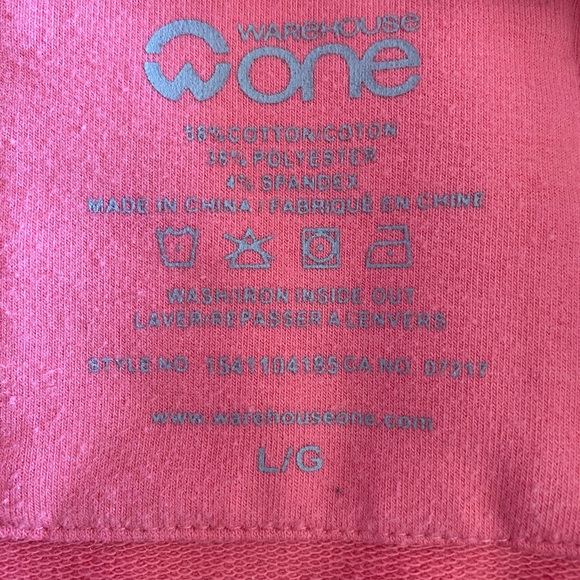 WAREHOUSE
one
58% COTTON/COTON
38% POLYESTER
4% SPANDEX
MADE IN CHINA / FABRIQUÉ EN CHINE
WASH/IRON INSIDE OUT
LAVER/REPASSER A LENVERS
STYLE NO. 1541104185 CA NO. 07217
www.warehouseone.com
L/G